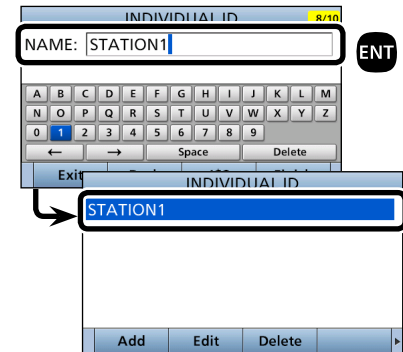 INDIVIDUAL ID 8/10
NAME: STATION1
ENT
A B C D E F G H I J K L M
N O P Q R S T U V W X Y Z
0 1 2 3 4 5 6 7 8 9
← → Space Delete
Exit
INDIVIDUAL ID
STATION1
Add Edit Delete